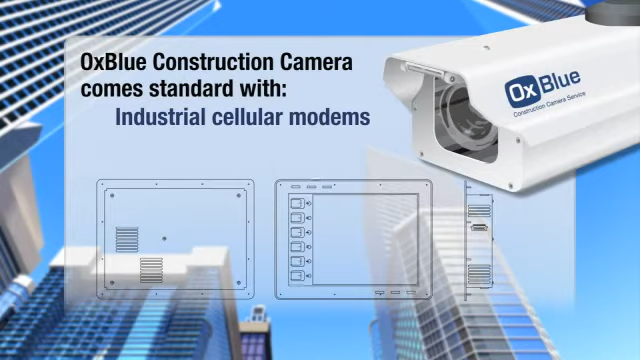 OxBlue Construction Camera
comes standard with:
Industrial cellular modems
OxBlue
Construction Camera Service